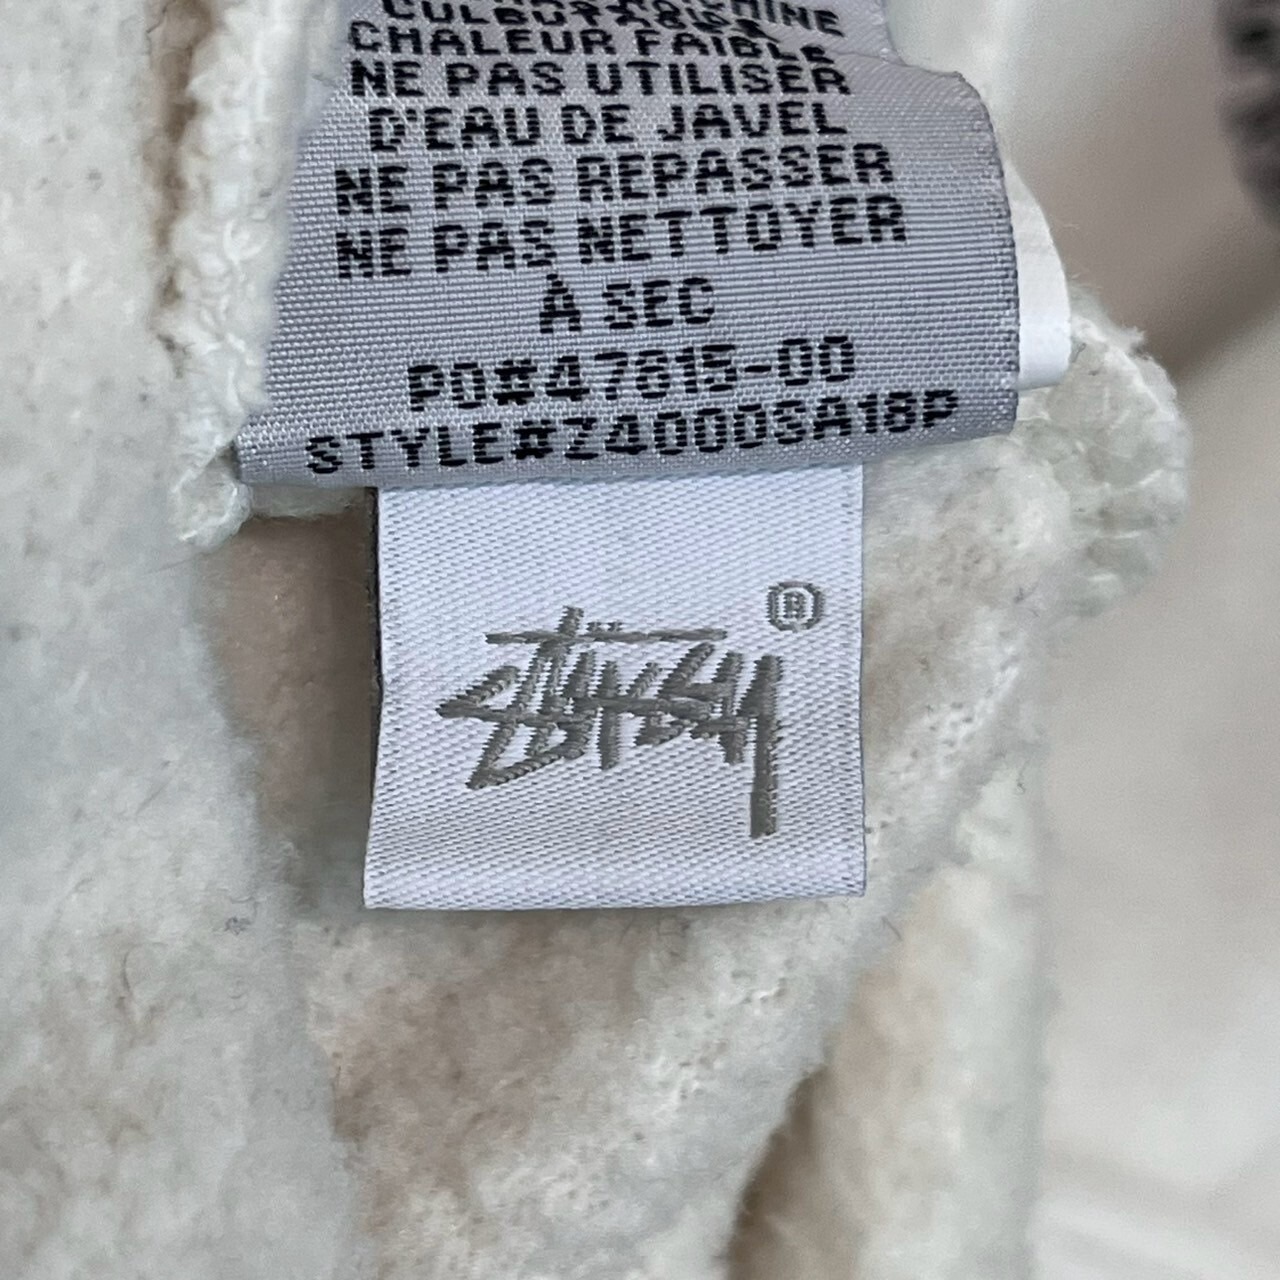 CHALEUR FAIBLE
NE PAS UTILISER
D'EAU DE JAVEL
NE PAS REPASSER
NE PAS NETTOYER
À SEC
PO#47615-00
STYLE#Z4000SA18P
STÜSSY®